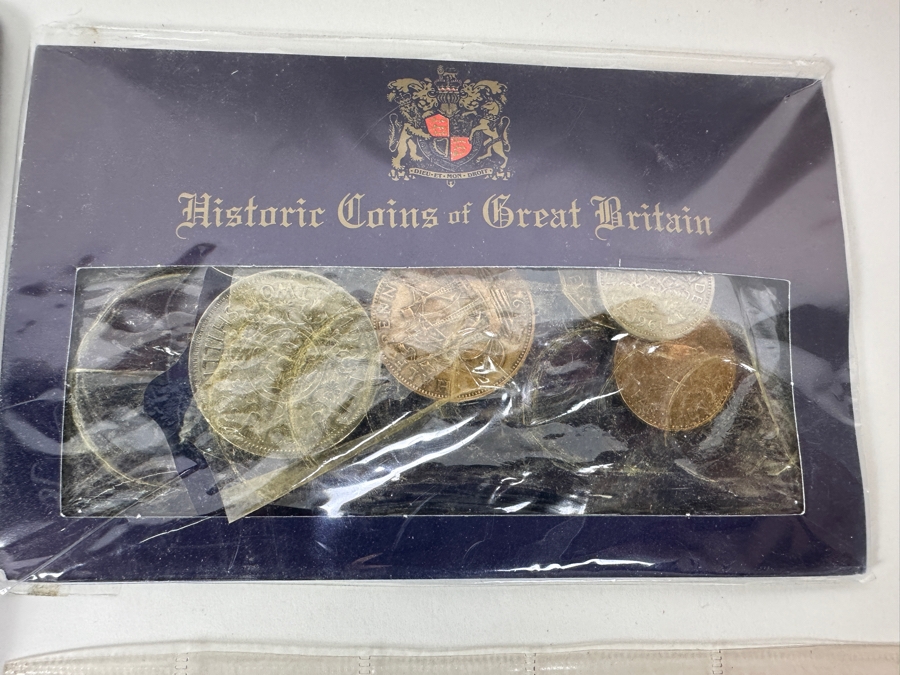 DIEU·ET·MON·DROIT
Historic Coins of Great Britain